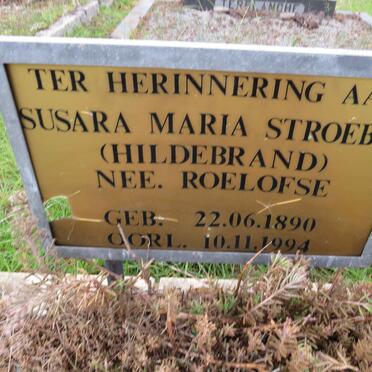 TER HERINNERING AA
SUSARA MARIA STROEB
(HILDEBRAND)
NEE. ROELOFSE
GEB. 22.06.1890
OORL. 10.11.1994